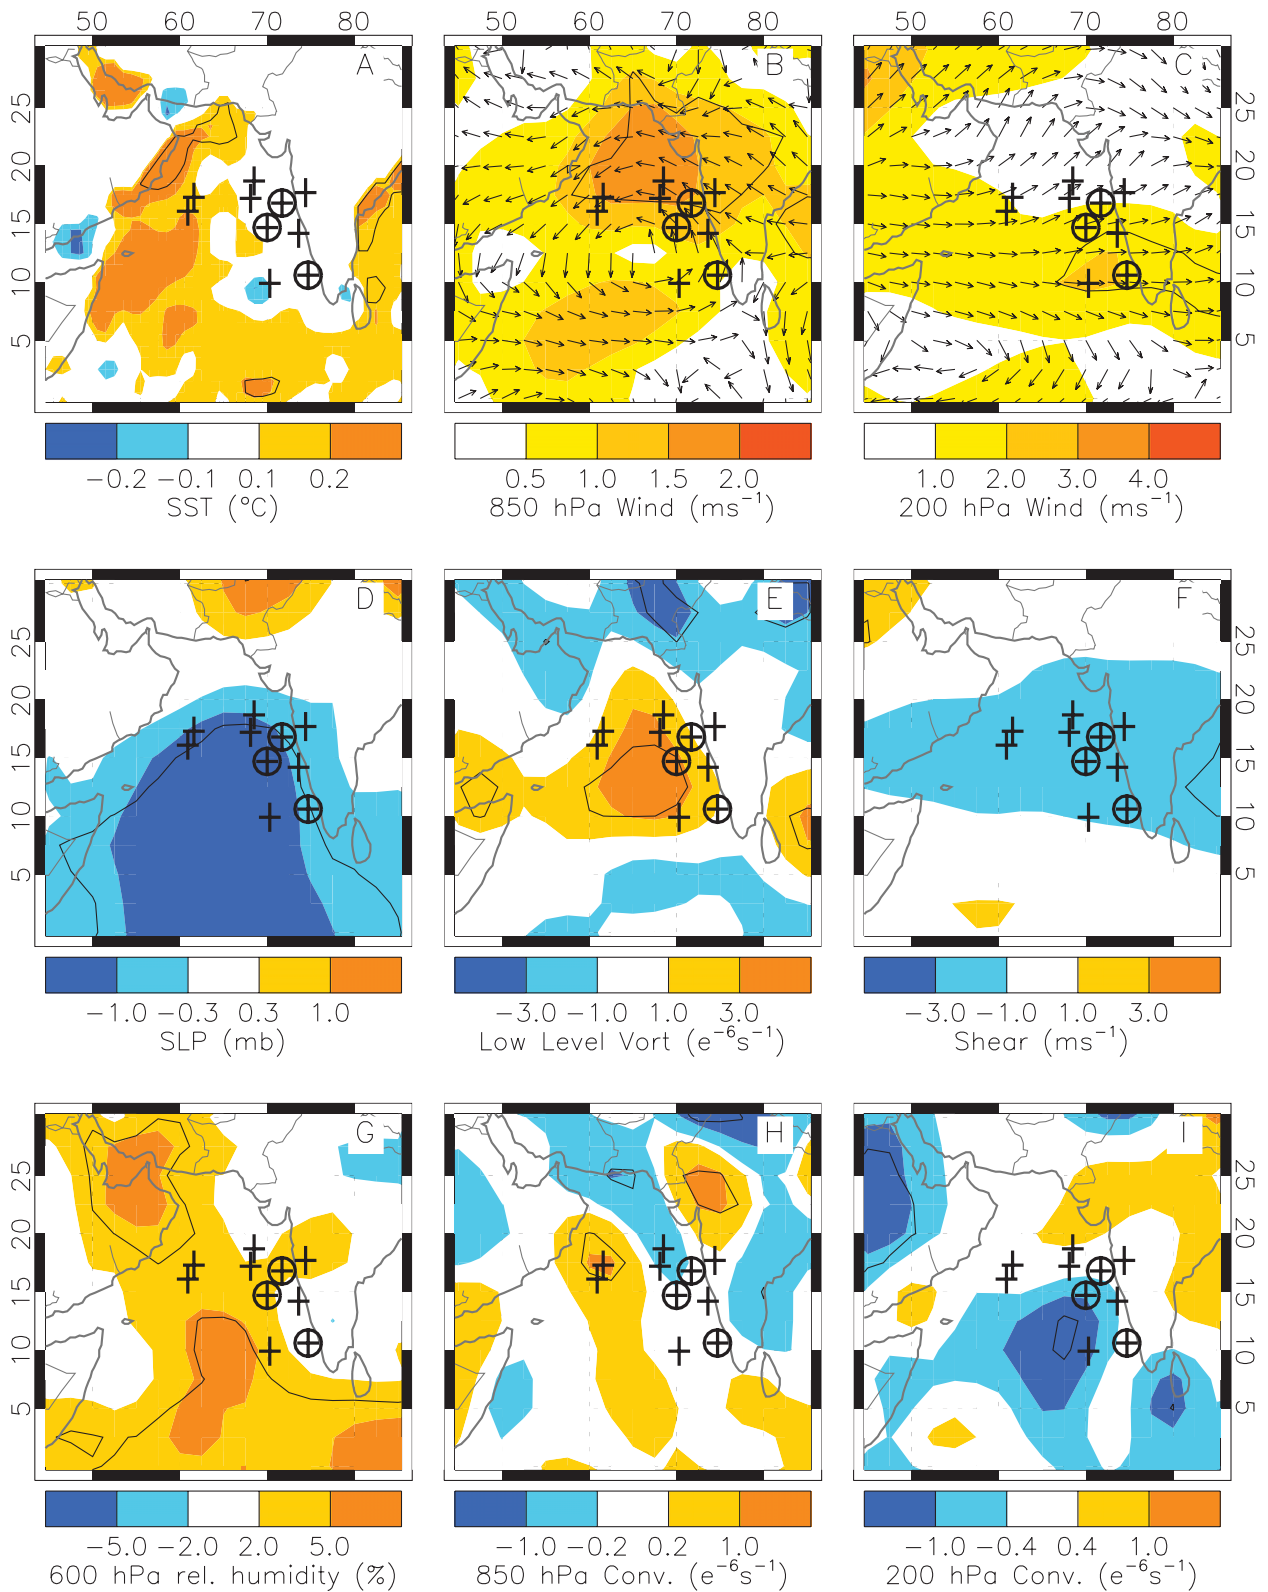 50 60 70 80 50 60 70 80 50 60 70 80
A B C
25 20 15 10 5
25 20 15 10 5
−0.2 −0.1 0.1 0.2
SST (°C)
0.5 1.0 1.5 2.0
850 hPa Wind (ms⁻¹)
1.0 2.0 3.0 4.0
200 hPa Wind (ms⁻¹)
D E F
25 20 15 10 5
25 20 15 10 5
−1.0 −0.3 0.3 1.0
SLP (mb)
−3.0 −1.0 1.0 3.0
Low Level Vort (e⁻⁶s⁻¹)
−3.0 −1.0 1.0 3.0
Shear (ms⁻¹)
G H I
25 20 15 10 5
25 20 15 10 5
−5.0 −2.0 2.0 5.0
600 hPa rel. humidity (%)
−1.0 −0.2 0.2 1.0
850 hPa Conv. (e⁻⁶s⁻¹)
−1.0 −0.4 0.4 1.0
200 hPa Conv. (e⁻⁶s⁻¹)